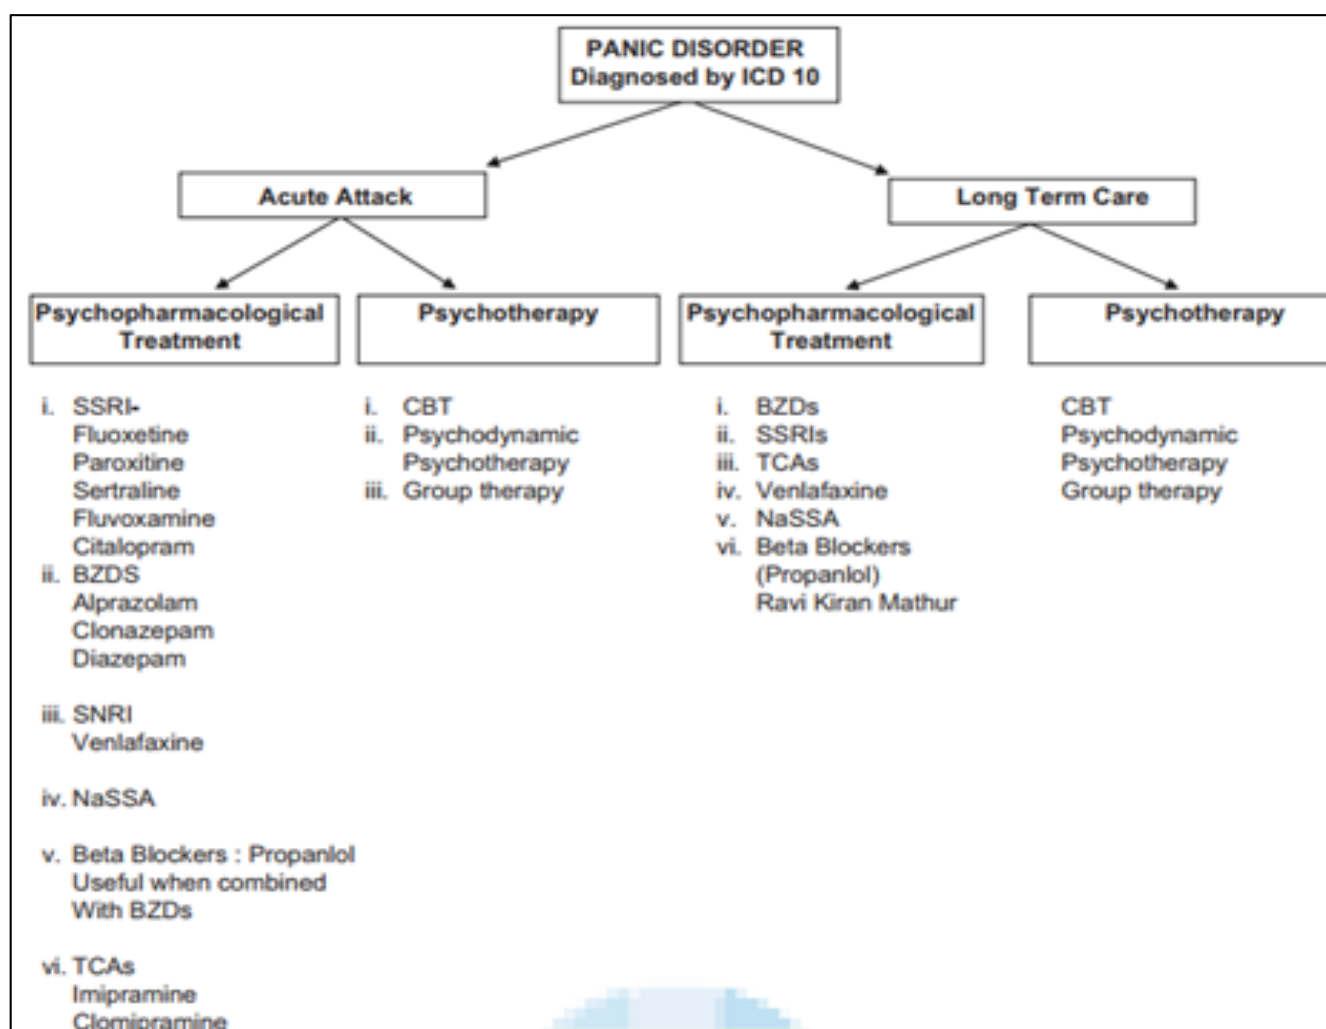 PANIC DISORDER
Diagnosed by ICD 10
Acute Attack
Long Term Care
Psychopharmacological
Treatment
Psychotherapy
Psychopharmacological
Treatment
Psychotherapy
i. SSRI-
Fluoxetine
Paroxitine
Sertraline
Fluvoxamine
Citalopram
ii. BZDS
Alprazolam
Clonazepam
Diazepam
iii. SNRI
Venlafaxine
iv. NaSSA
v. Beta Blockers : Propanlol
Useful when combined
With BZDs
vi. TCAs
Imipramine
Clomipramine
i. CBT
ii. Psychodynamic
Psychotherapy
iii. Group therapy
i. BZDs
ii. SSRIs
iii. TCAs
iv. Venlafaxine
v. NaSSA
vi. Beta Blockers
(Propanlol)
Ravi Kiran Mathur
CBT
Psychodynamic
Psychotherapy
Group therapy